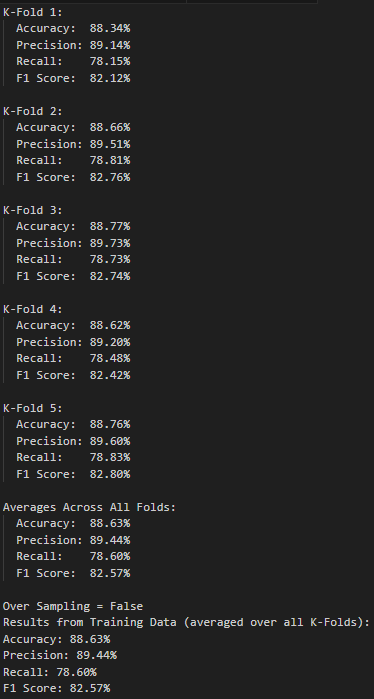 K-Fold 1:
Accuracy: 88.34%
Precision: 89.14%
Recall: 78.15%
F1 Score: 82.12%
K-Fold 2:
Accuracy: 88.66%
Precision: 89.51%
Recall: 78.81%
F1 Score: 82.76%
K-Fold 3:
Accuracy: 88.77%
Precision: 89.73%
Recall: 78.73%
F1 Score: 82.74%
K-Fold 4:
Accuracy: 88.62%
Precision: 89.20%
Recall: 78.48%
F1 Score: 82.42%
K-Fold 5:
Accuracy: 88.76%
Precision: 89.60%
Recall: 78.83%
F1 Score: 82.80%
Averages Across All Folds:
Accuracy: 88.63%
Precision: 89.44%
Recall: 78.60%
F1 Score: 82.57%
Over Sampling = False
Results from Training Data (averaged over all K-Folds):
Accuracy: 88.63%
Precision: 89.44%
Recall: 78.60%
F1 Score: 82.57%